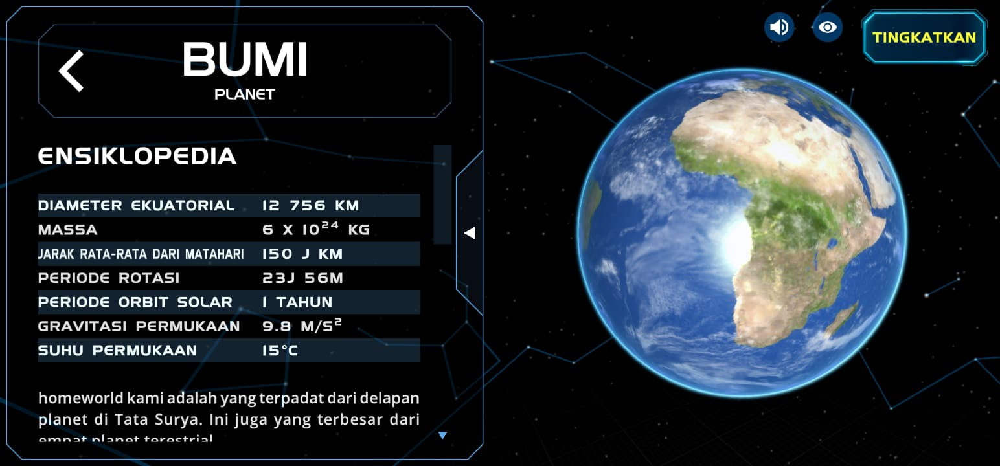 BUMI
PLANET
TINGKATKAN
ENSIKLOPEDIA
DIAMETER EKUATORIAL 12 756 KM
MASSA 6 X 10²⁴ KG
JARAK RATA-RATA DARI MATAHARI 150 J KM
PERIODE ROTASI 23J 56M
PERIODE ORBIT SOLAR 1 TAHUN
GRAVITASI PERMUKAAN 9.8 M/S²
SUHU PERMUKAAN 15°C
homeworld kami adalah yang terpadat dari delapan
planet di Tata Surya. Ini juga yang terbesar dari
empat planet terestrial